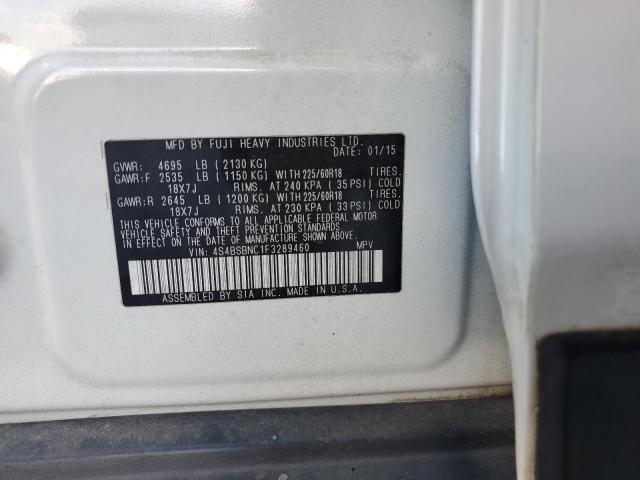 MFD BY FUJI HEAVY INDUSTRIES LTD.
DATE: 01/15
GVWR: 4695 LB ( 2130 KG)
GAWR:F 2535 LB ( 1150 KG) WITH 225/60R18 TIRES.
18X7J RIMS. AT 240 KPA ( 35 PSI) COLD
GAWR:R 2645 LB ( 1200 KG) WITH 225/60R18 TIRES.
18X7J RIMS. AT 230 KPA ( 33 PSI) COLD
THIS VEHICLE CONFORMS TO ALL APPLICABLE FEDERAL MOTOR
VEHICLE SAFETY AND THEFT PREVENTION STANDARDS IN EFFECT ON THE
DATE OF MANUFACTURE SHOWN ABOVE.
VIN: 4S4BSBNC1F3289460 MPV
ASSEMBLED BY SIA INC. MADE IN U.S.A.